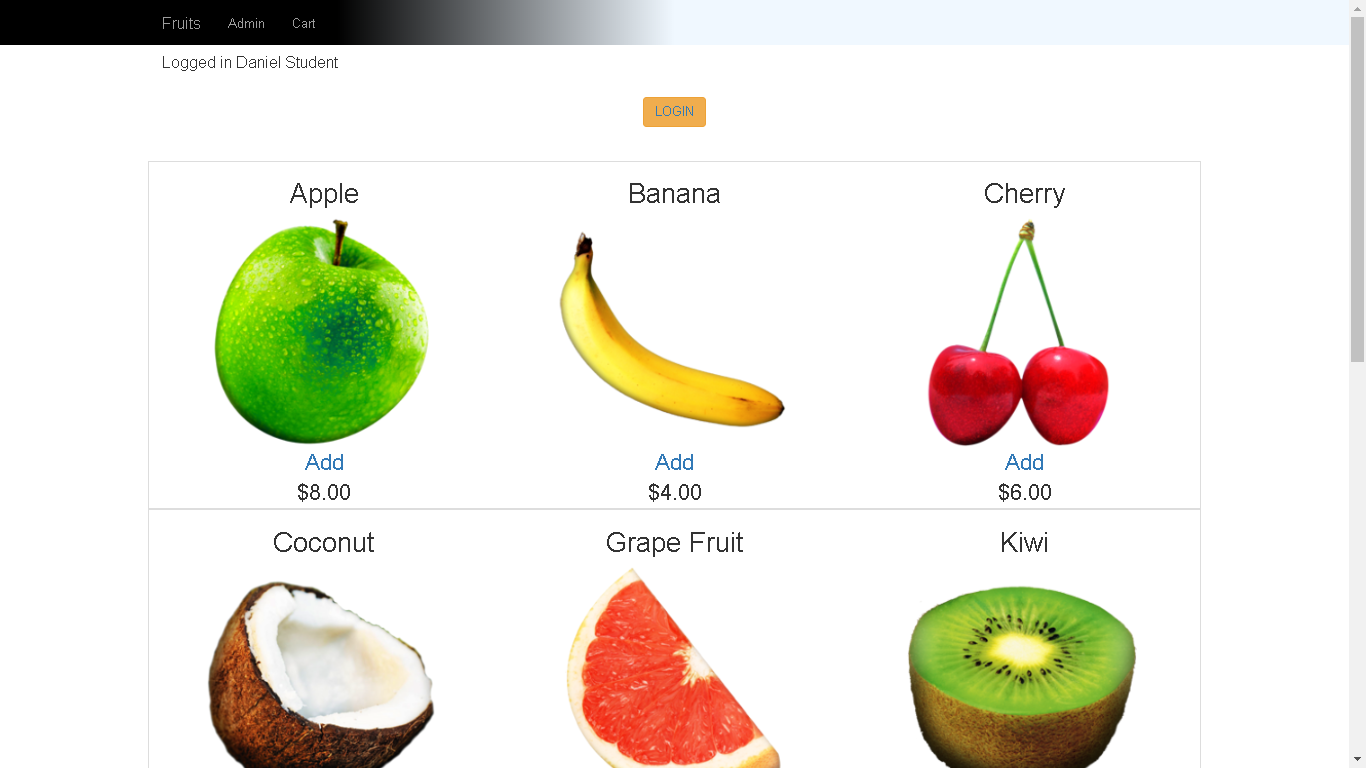 Fruits Admin Cart
Logged in Daniel Student
LOGIN
Apple Banana Cherry
Add Add Add
$8.00 $4.00 $6.00
Coconut Grape Fruit Kiwi